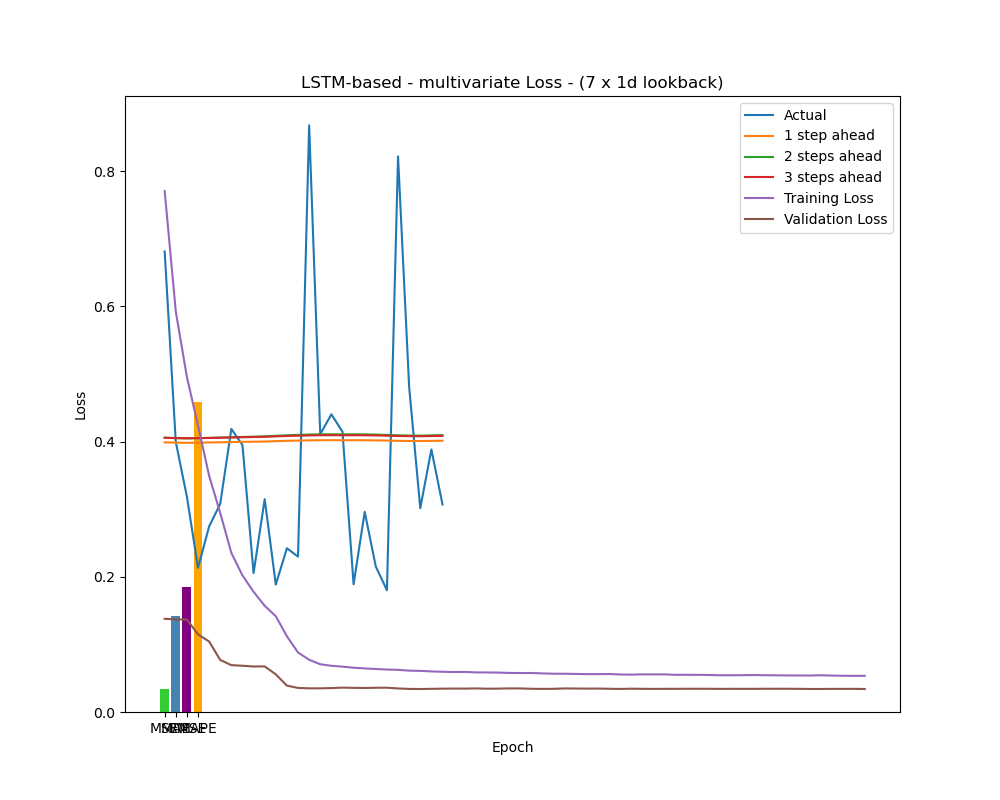 LSTM-based - multivariate Loss - (7 x 1d lookback)
Actual
1 step ahead
2 steps ahead
3 steps ahead
Training Loss
Validation Loss
Loss
0.8
0.6
0.4
0.2
0.0
Epoch